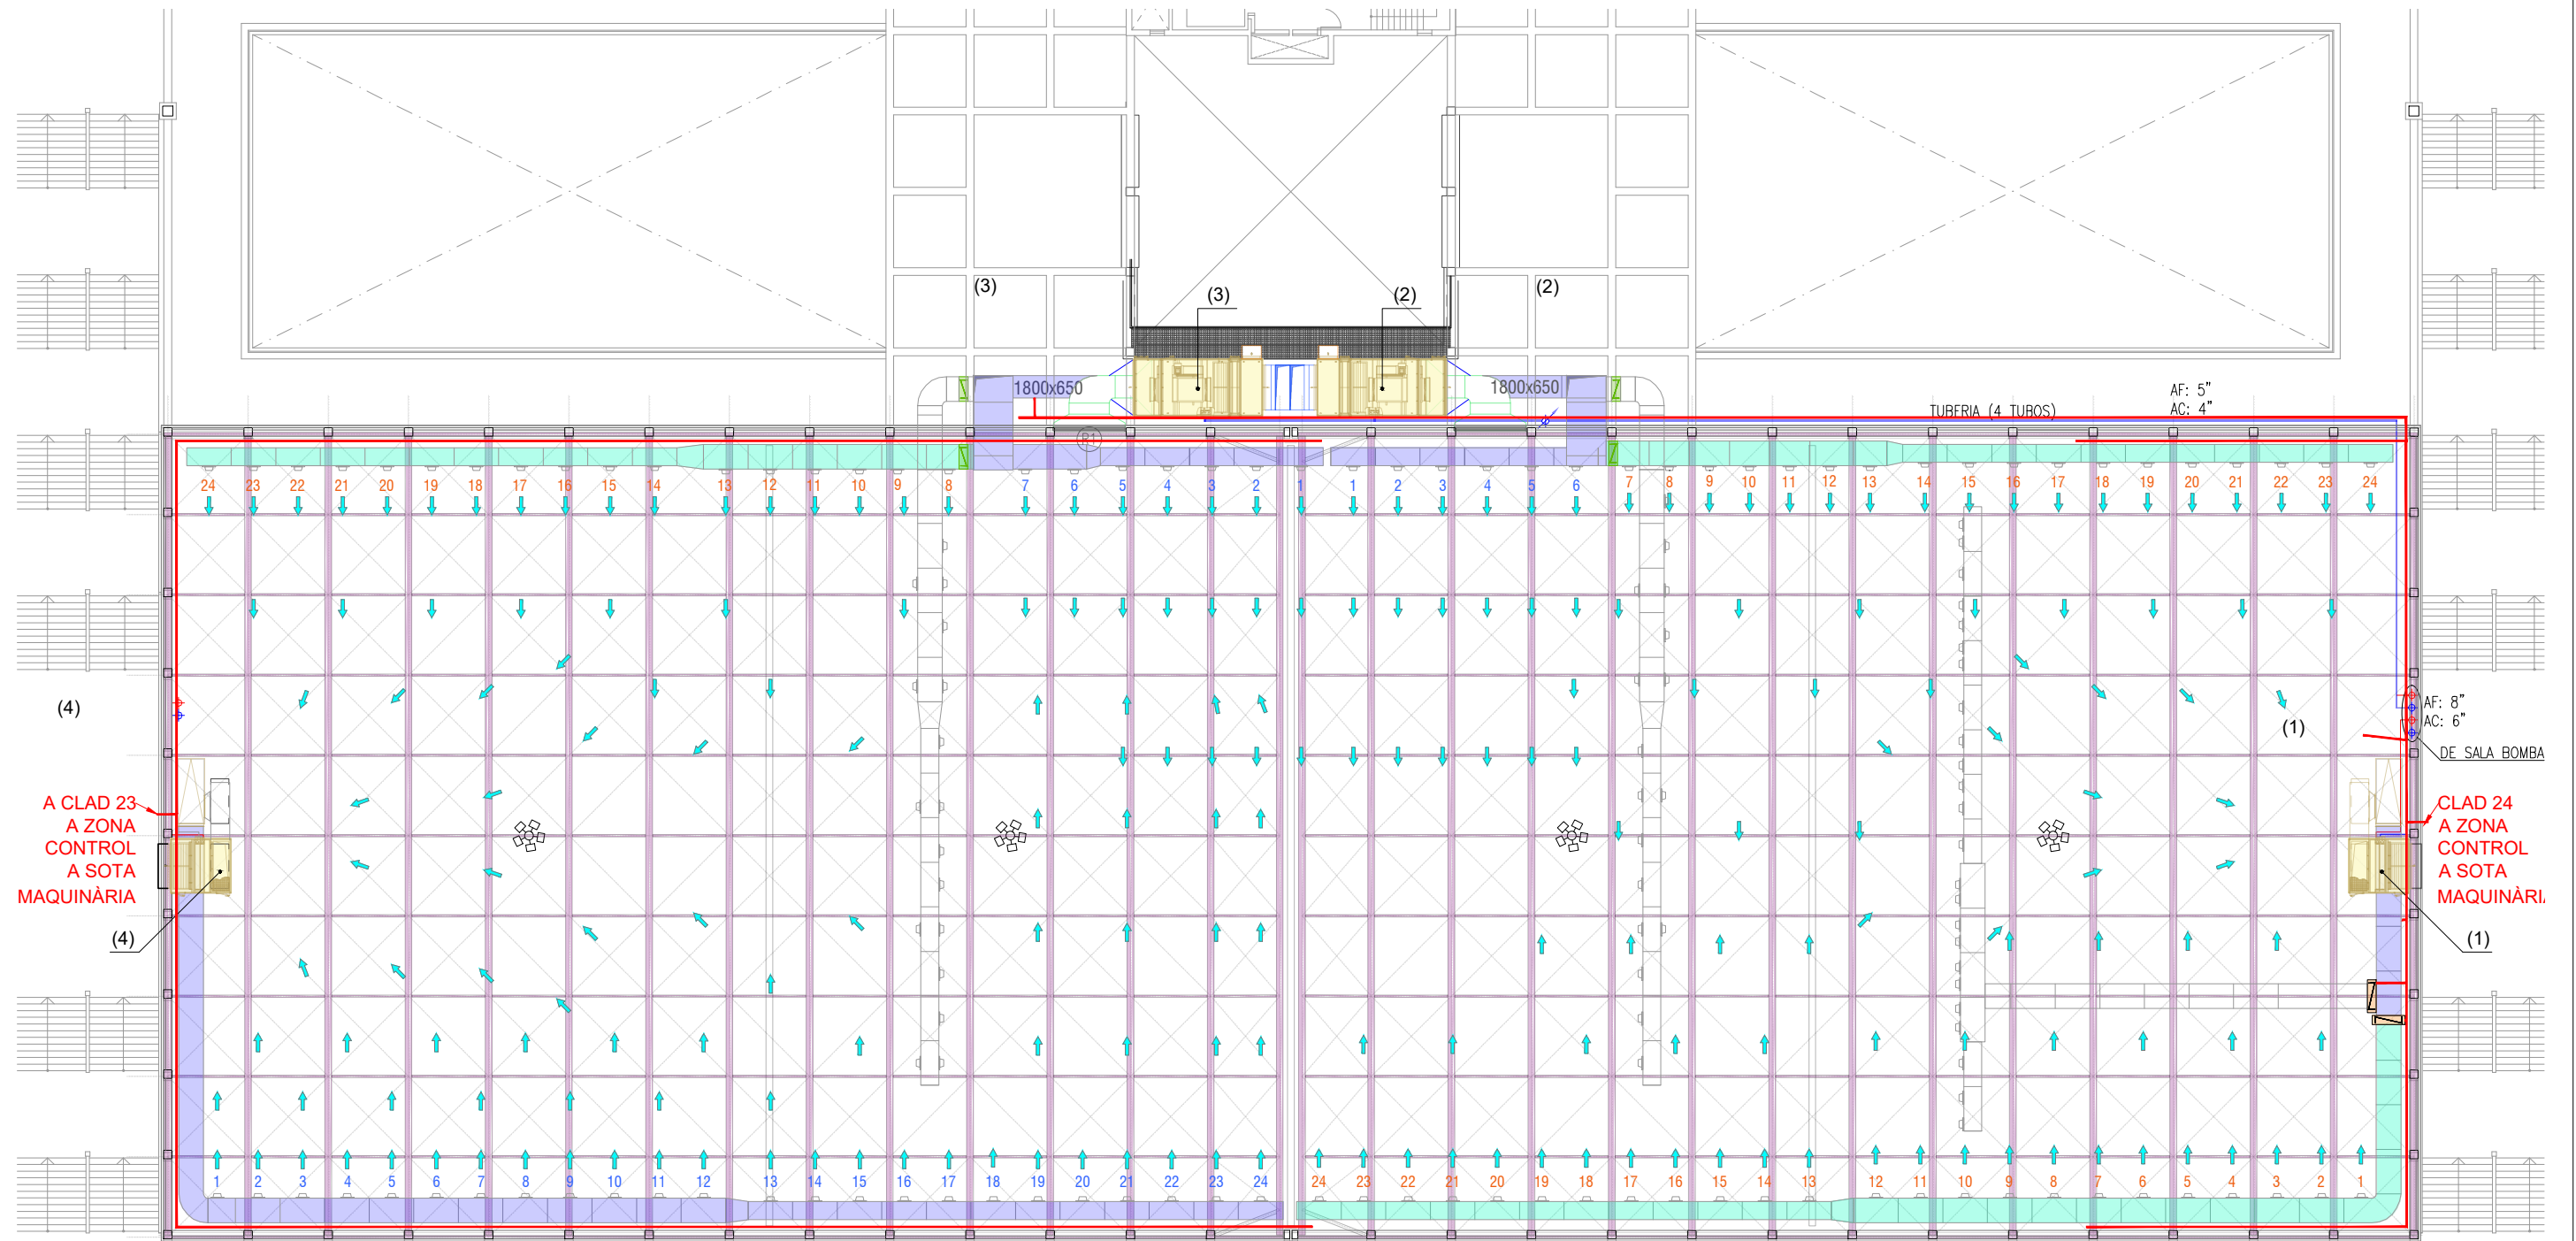 (3)
(3)
(2)
(2)
1800x650
1800x650
AF: 5"
AC: 4"
TUBERIA (4 TUBOS)
R1
24 23 22 21 20 19 18 17 16 15 14 13 12 11 10 9 8 7 6 5 4 3 2 1 1 2 3 4 5 6 7 8 9 10 11 12 13 14 15 16 17 18 19 20 21 22 23 24
(4)
AF: 8"
AC: 6"
(1)
DE SALA BOMBA
A CLAD 23
A ZONA
CONTROL
A SOTA
MAQUINÀRIA
CLAD 24
A ZONA
CONTROL
A SOTA
MAQUINÀRI
(4)
(1)
1 2 3 4 5 6 7 8 9 10 11 12 13 14 15 16 17 18 19 20 21 22 23 24 24 23 22 21 20 19 18 17 16 15 14 13 12 11 10 9 8 7 6 5 4 3 2 1